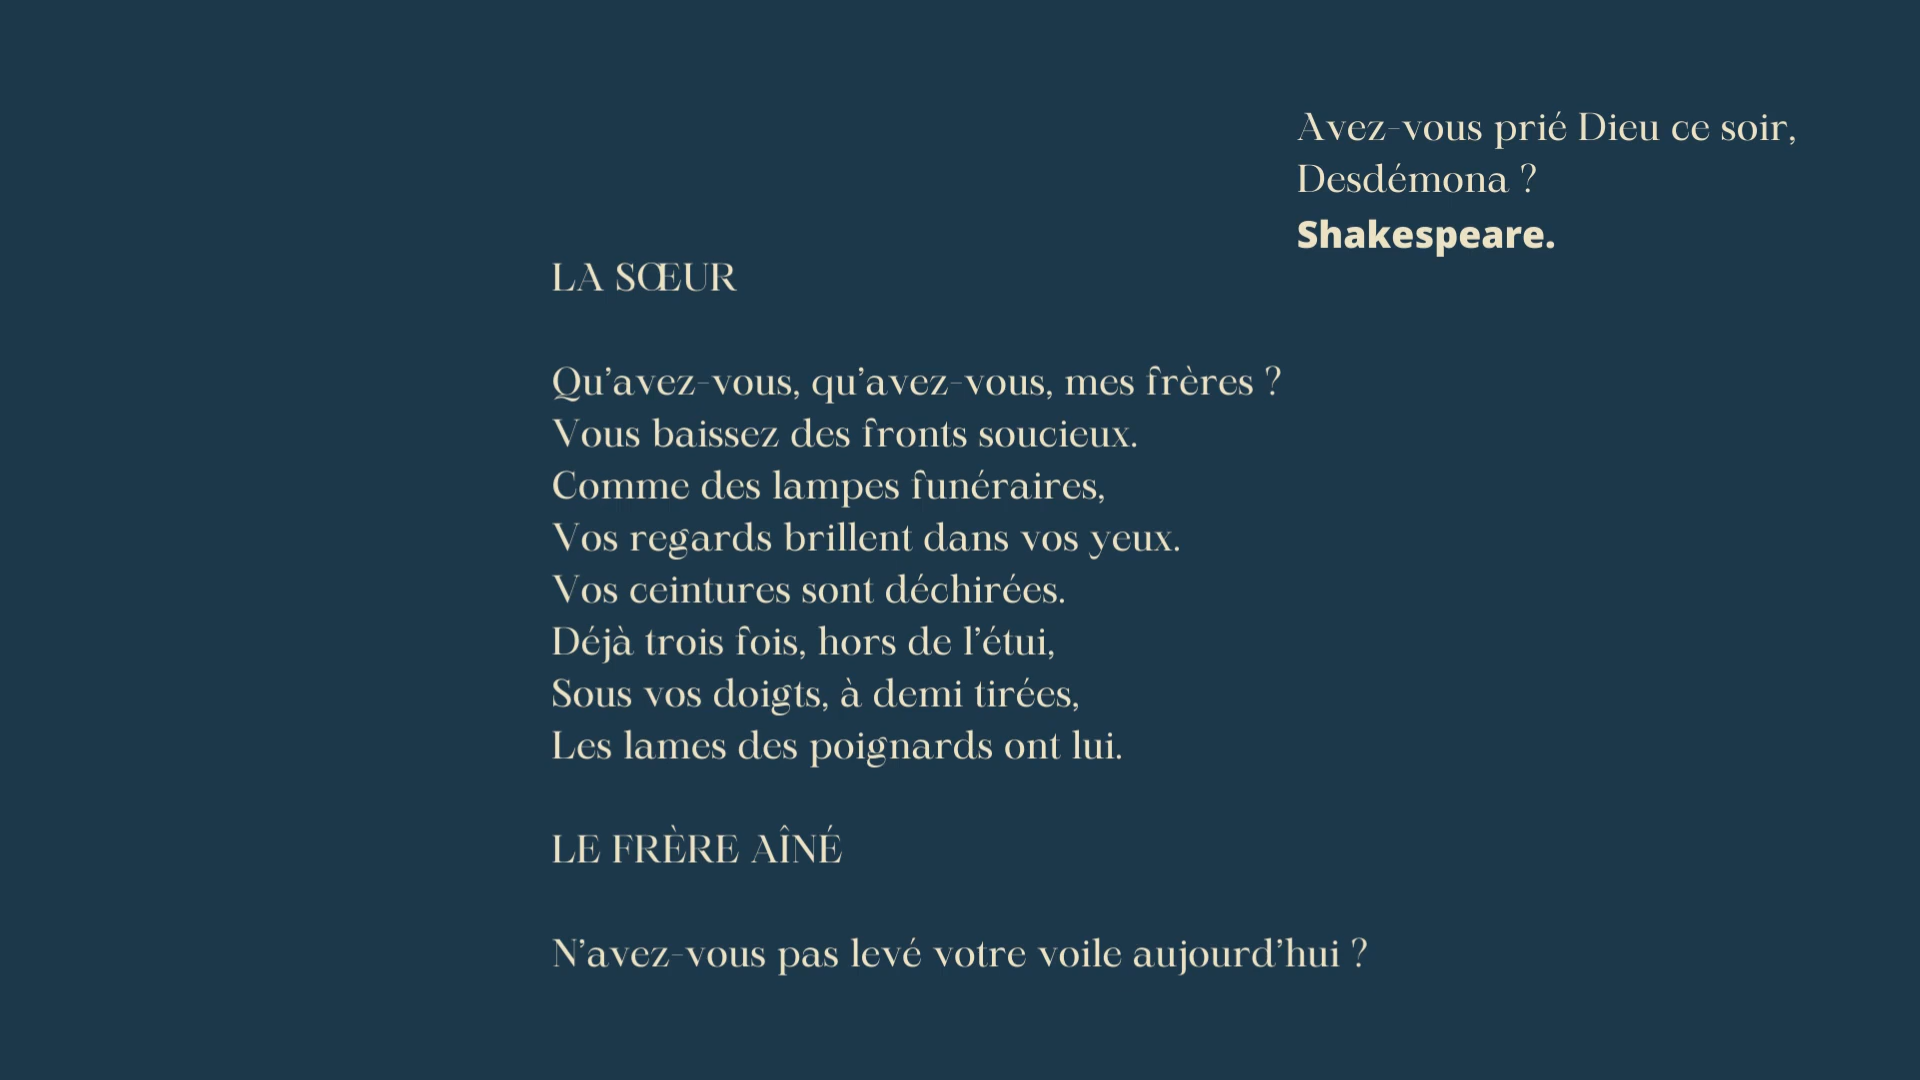 Avez-vous prié Dieu ce soir,
Desdémona ?
Shakespeare.
LA SŒUR
Qu’avez-vous, qu’avez-vous, mes frères ?
Vous baissez des fronts soucieux.
Comme des lampes funéraires,
Vos regards brillent dans vos yeux.
Vos ceintures sont déchirées.
Déjà trois fois, hors de l’étui,
Sous vos doigts, à demi tirées,
Les lames des poignards ont lui.
LE FRÈRE AÎNÉ
N’avez-vous pas levé votre voile aujourd’hui ?